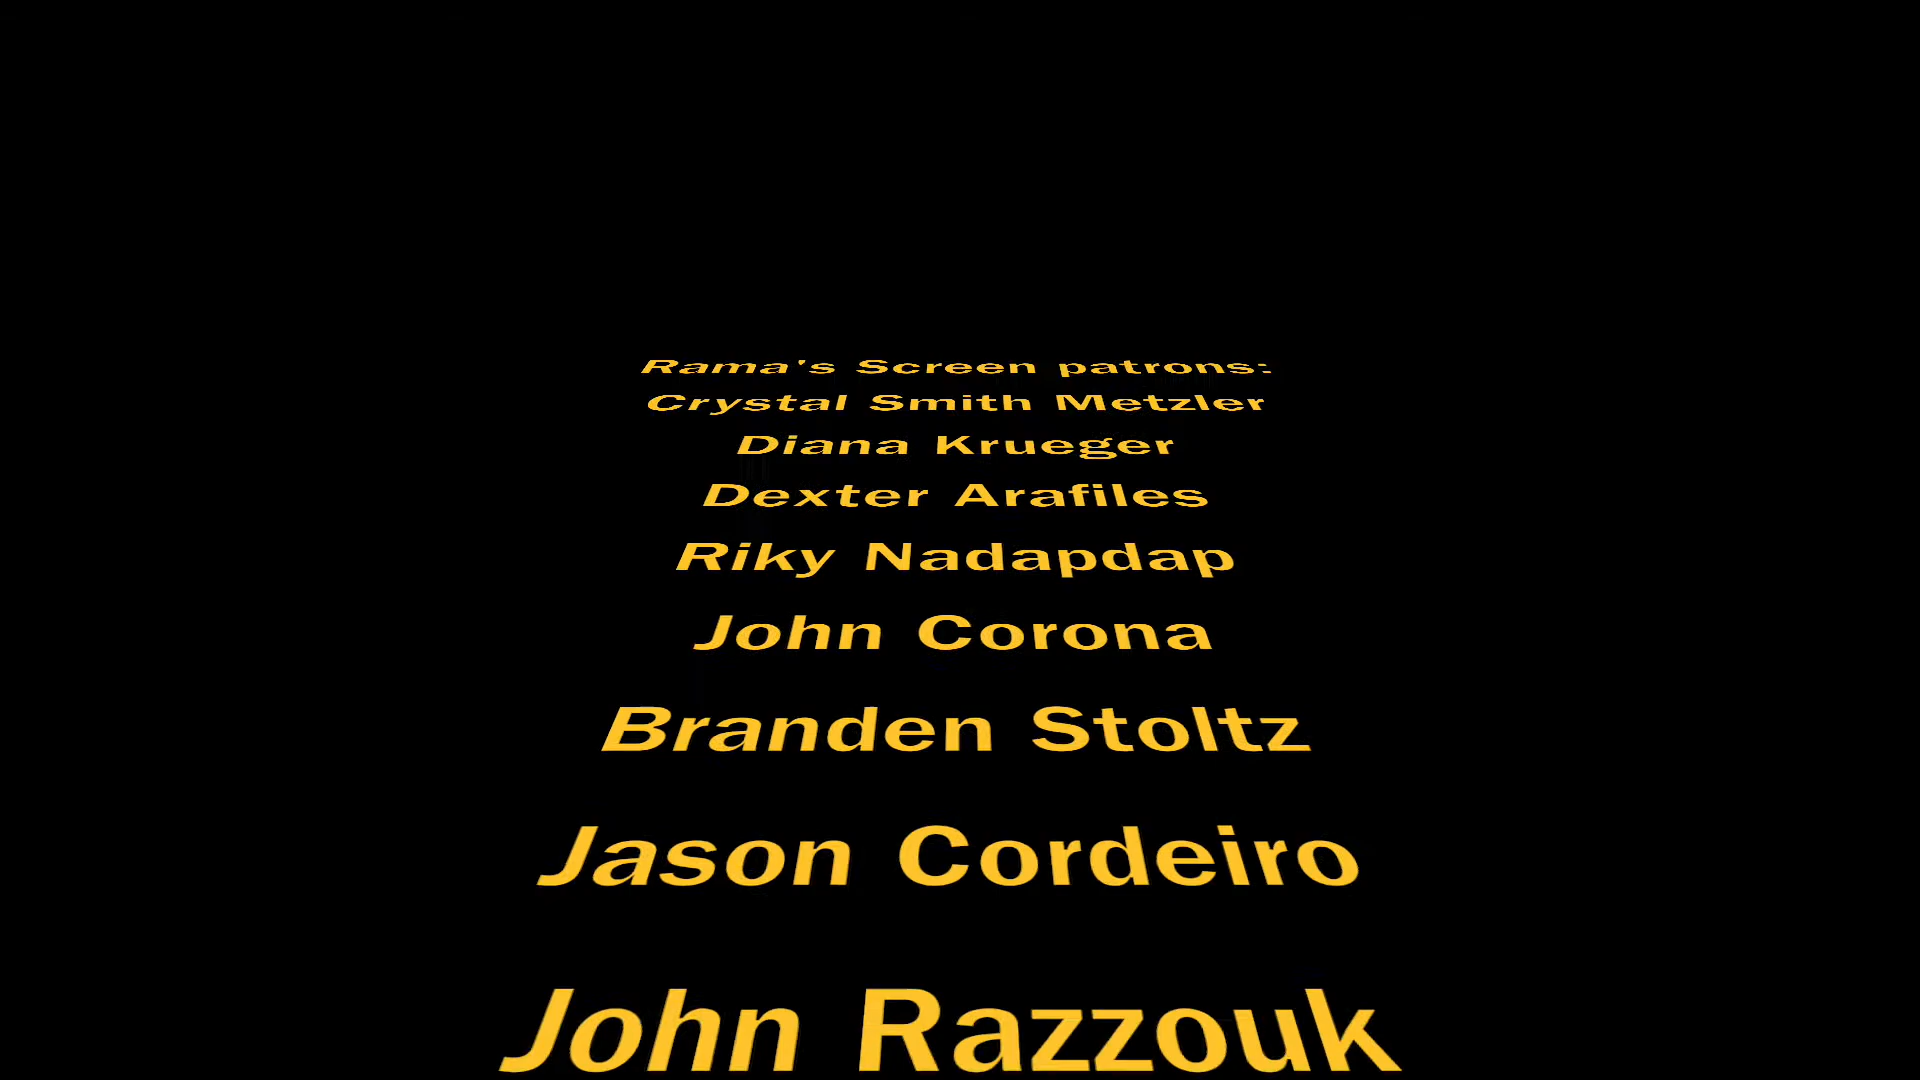 Rama's Screen patrons:
Crystal Smith Metzler
Diana Krueger
Dexter Arafiles
Riky Nadapdap
John Corona
Branden Stoltz
Jason Cordeiro
John Razzouk